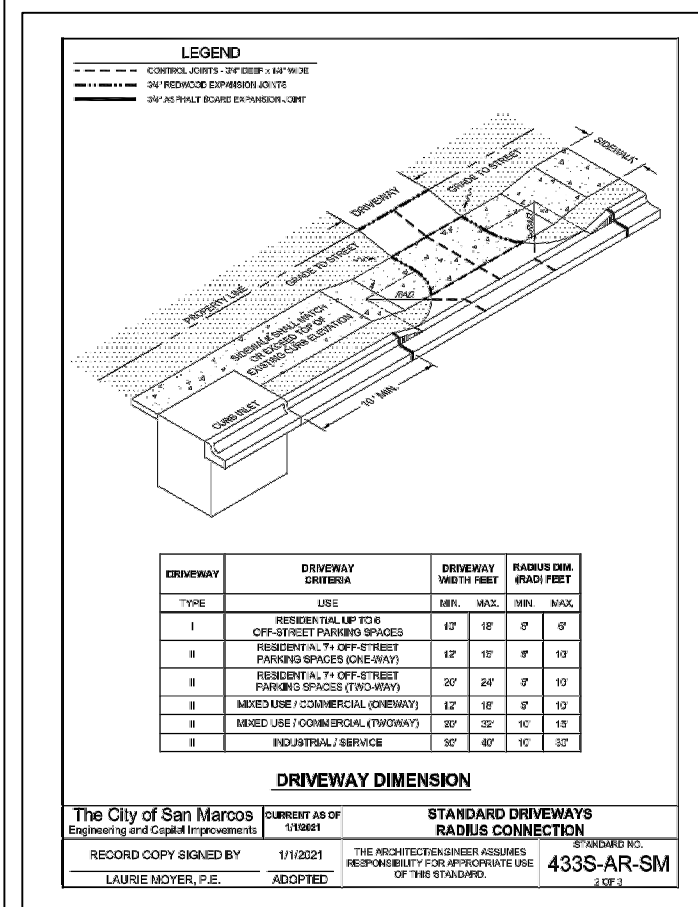 LEGEND
CONTROL JOINTS - 3/4" DEEP x 1/4" WIDE
3/4" REDWOOD EXPANSION JOINTS
3/4" ASPHALT BOARD EXPANSION JOINT
SIDEWALK
GRADE TO STREET
DRIVEWAY
RAD.
GRADE TO STREET
PROPERTY LINE
RAD.
SIDEWALK SHALL MATCH
OR EXCEED TOP OF
EXISTING CURB ELEVATION
CURB INLET
10' MIN.
DRIVEWAY
DRIVEWAY
CRITERIA
DRIVEWAY
WIDTH FEET
RADIUS DIM.
(RAD) FEET
TYPE USE MIN. MAX. MIN. MAX.
I RESIDENTIAL UP TO 6
OFF-STREET PARKING SPACES 18'
II RESIDENTIAL 7+ OFF-STREET
PARKING SPACES (ONE-WAY) 12' 10'
II RESIDENTIAL 7+ OFF-STREET
PARKING SPACES (TWO-WAY) 20' 24' 10'
II MIXED USE / COMMERCIAL (ONEWAY) 12' 18' 10'
II MIXED USE / COMMERCIAL (TWOWAY) 20' 32' 10' 15'
II INDUSTRIAL / SERVICE 30' 40' 10'
DRIVEWAY DIMENSION
The City of San Marcos
Engineering and Capital Improvements
CURRENT AS OF
1/1/2021
STANDARD DRIVEWAYS
RADIUS CONNECTION
RECORD COPY SIGNED BY
LAURIE MOYER, P.E.
1/1/2021
ADOPTED
THE ARCHITECT/ENGINEER ASSUMES
RESPONSIBILITY FOR APPROPRIATE USE
OF THIS STANDARD.
STANDARD NO.
433S-AR-SM
2 OF 3